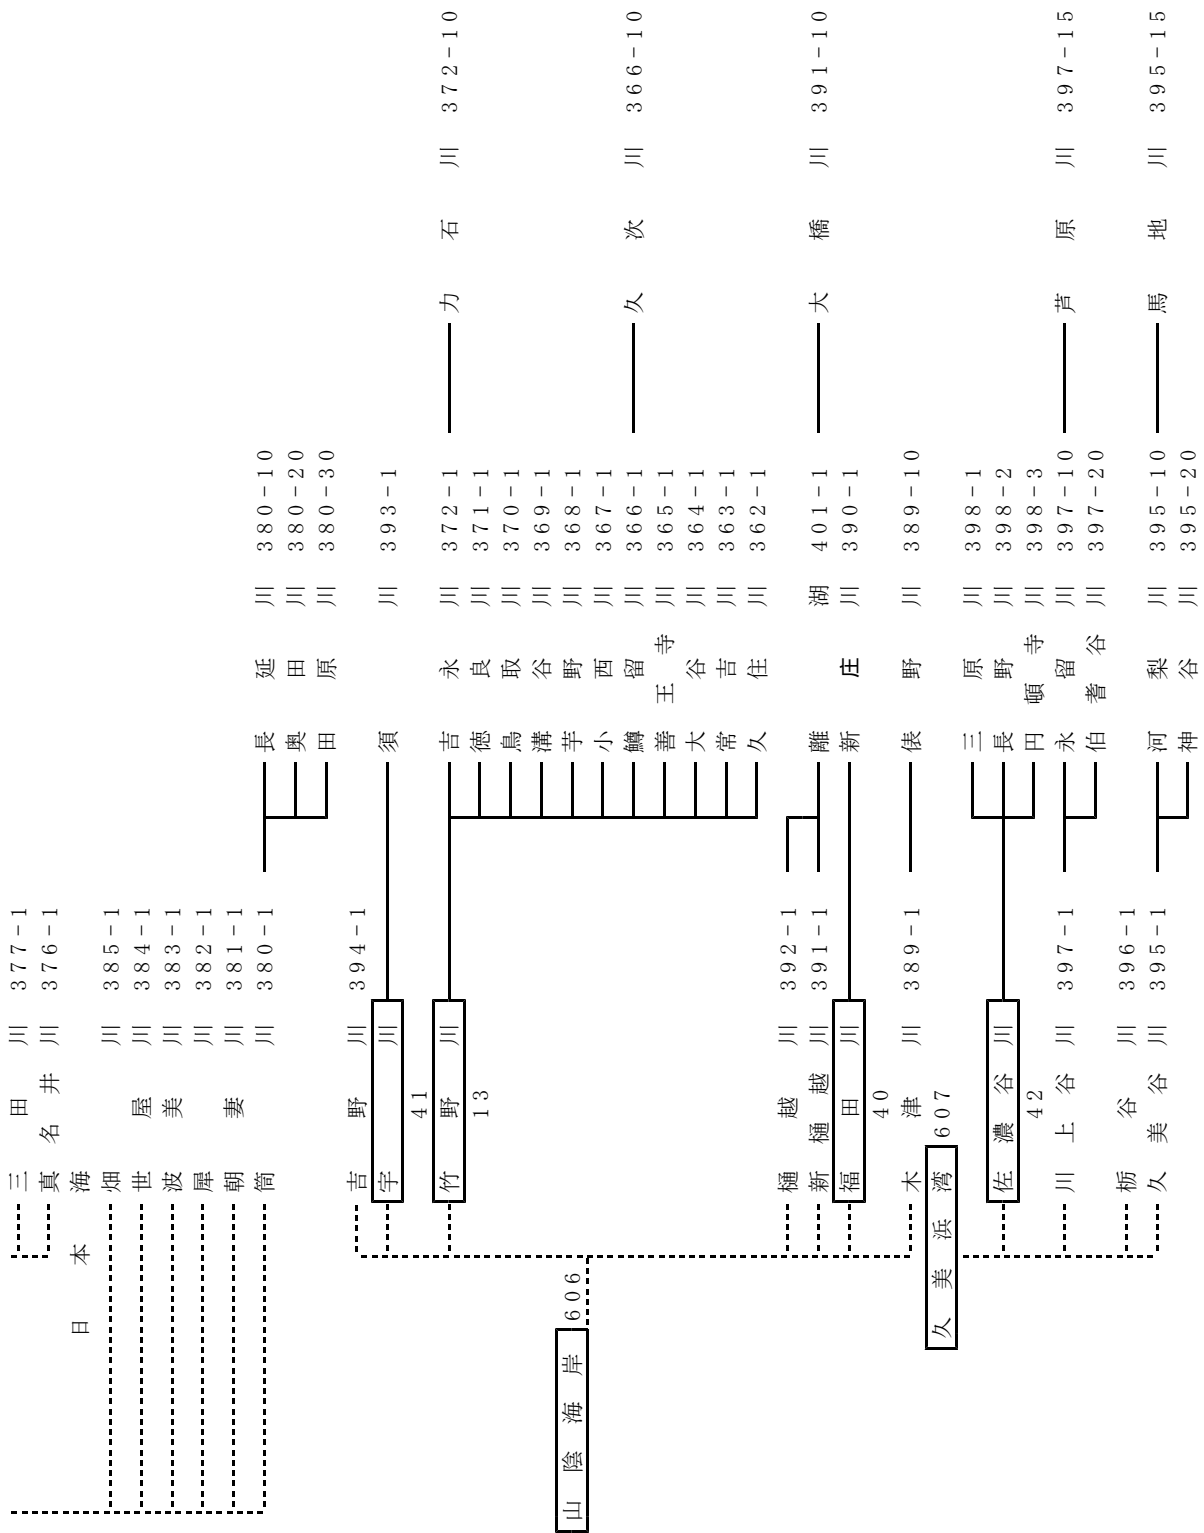 三田川 377-1
真名井川 376-1
日本海
畑川 385-1
世屋川 384-1
波美川 383-1
犀川 382-1
朝妻川 381-1
筒川 380-1 長延川 380-10
奥田川 380-20
田原川 380-30
吉野川 394-1
宇川 須川 393-1
41
竹野川 吉永川 372-1 力石川 372-10
13 徳良川 371-1
鳥取川 370-1
溝谷川 369-1
山陰海岸 606 芋野川 368-1
小西川 367-1
鱒留川 366-1 久次川 366-10
善王寺川 365-1
大谷川 364-1
常吉川 363-1
久住川 362-1
樋越川 392-1
新樋越川 391-1 離湖 401-1 大橋川 391-10
福田川 新庄川 390-1
40
木津川 389-1 俵野川 389-10
久美浜湾 607
三原川 398-1
佐濃谷川 長野川 398-2
42 円頓寺川 398-3
川上谷川 397-1 永留川 397-10 芦原川 397-15
伯耆谷川 397-20
栃谷川 396-1
久美谷川 395-1 河梨川 395-10 馬地川 395-15
神谷川 395-20